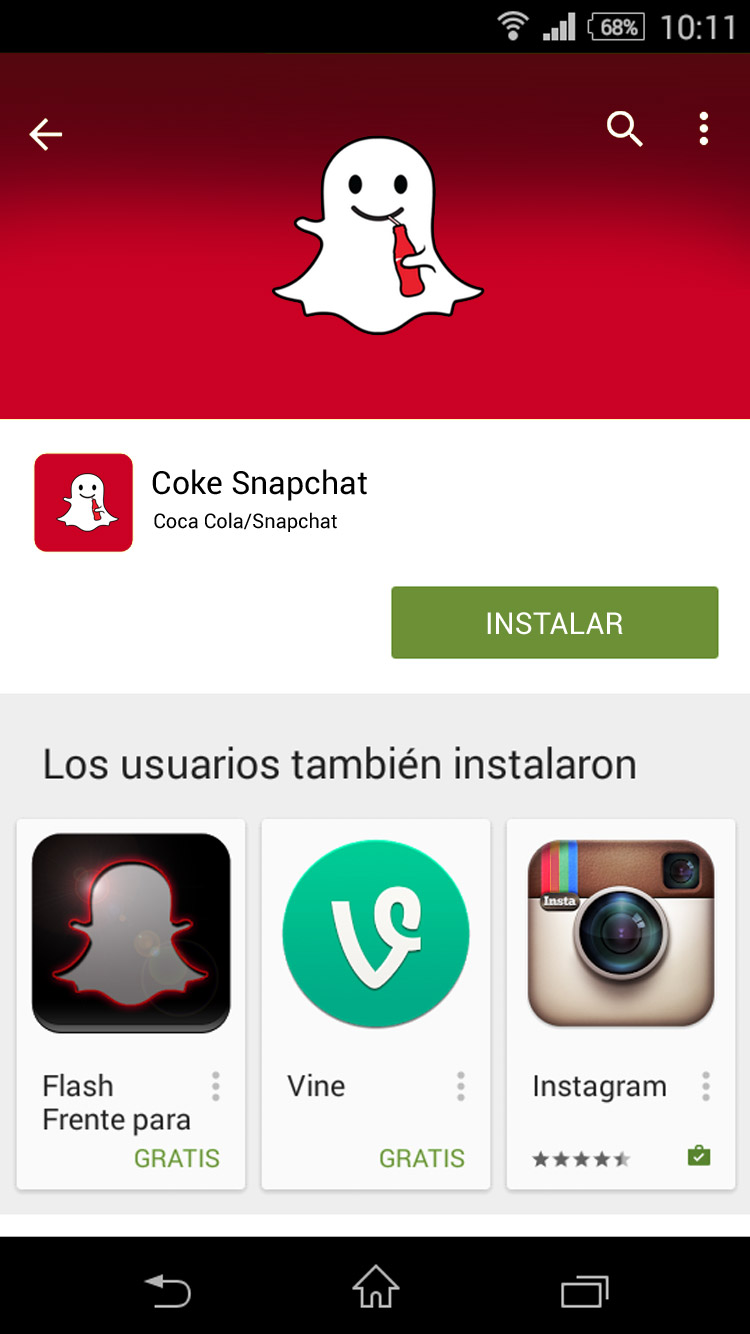 68% 10:11
Coke Snapchat
Coca Cola/Snapchat
INSTALAR
Los usuarios también instalaron
Insta
Flash
Frente para
GRATIS
Vine
GRATIS
Instagram